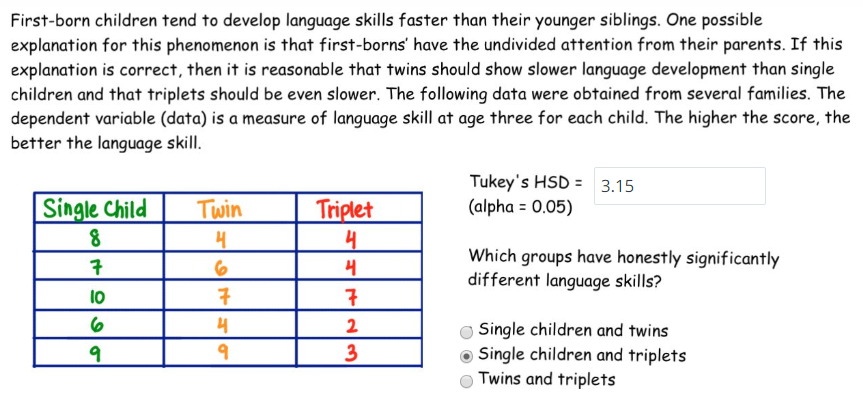 First-born children tend to develop language skills faster than their younger siblings. One possible
explanation for this phenomenon is that first-borns' have the undivided attention from their parents. If this
explanation is correct, then it is reasonable that twins should show slower language development than single
children and that triplets should be even slower. The following data were obtained from several families. The
dependent variable (data) is a measure of language skill at age three for each child. The higher the score, the
better the language skill.
Tukey's HSD = 3.15
(alpha = 0.05)
Single Child Twin Triplet
8 4 4
7 6 4
10 7 7
6 4 2
9 9 3
Which groups have honestly significantly
different language skills?
Single children and twins
Single children and triplets
Twins and triplets